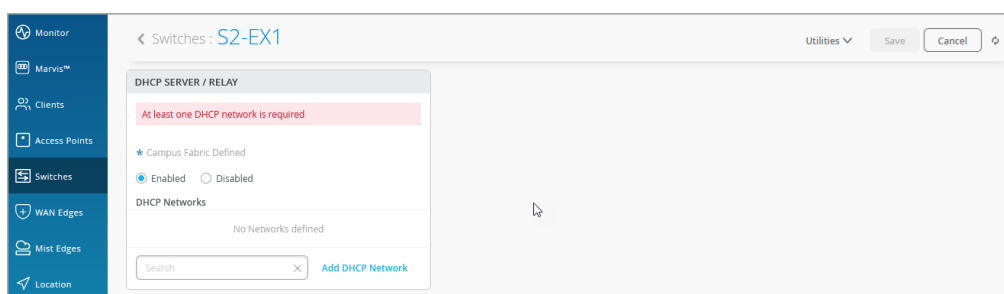 Monitor
Marvis™
Clients
Access Points
Switches
WAN Edges
Mist Edges
Location
Switches : S2-EX1
Utilities
Save
Cancel
DHCP SERVER / RELAY
At least one DHCP network is required
* Campus Fabric Defined
Enabled Disabled
DHCP Networks
No Networks defined
Search
Add DHCP Network